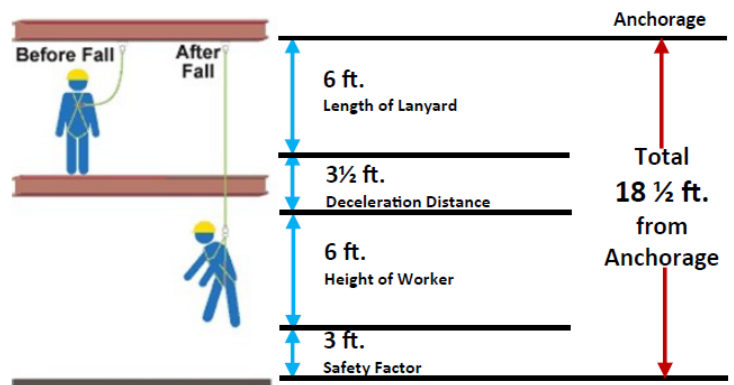 Anchorage
Before Fall
After
Fall
6 ft.
Length of Lanyard
3½ ft.
Deceleration Distance
6 ft.
Height of Worker
3 ft.
Safety Factor
Total
18 ½ ft.
from
Anchorage